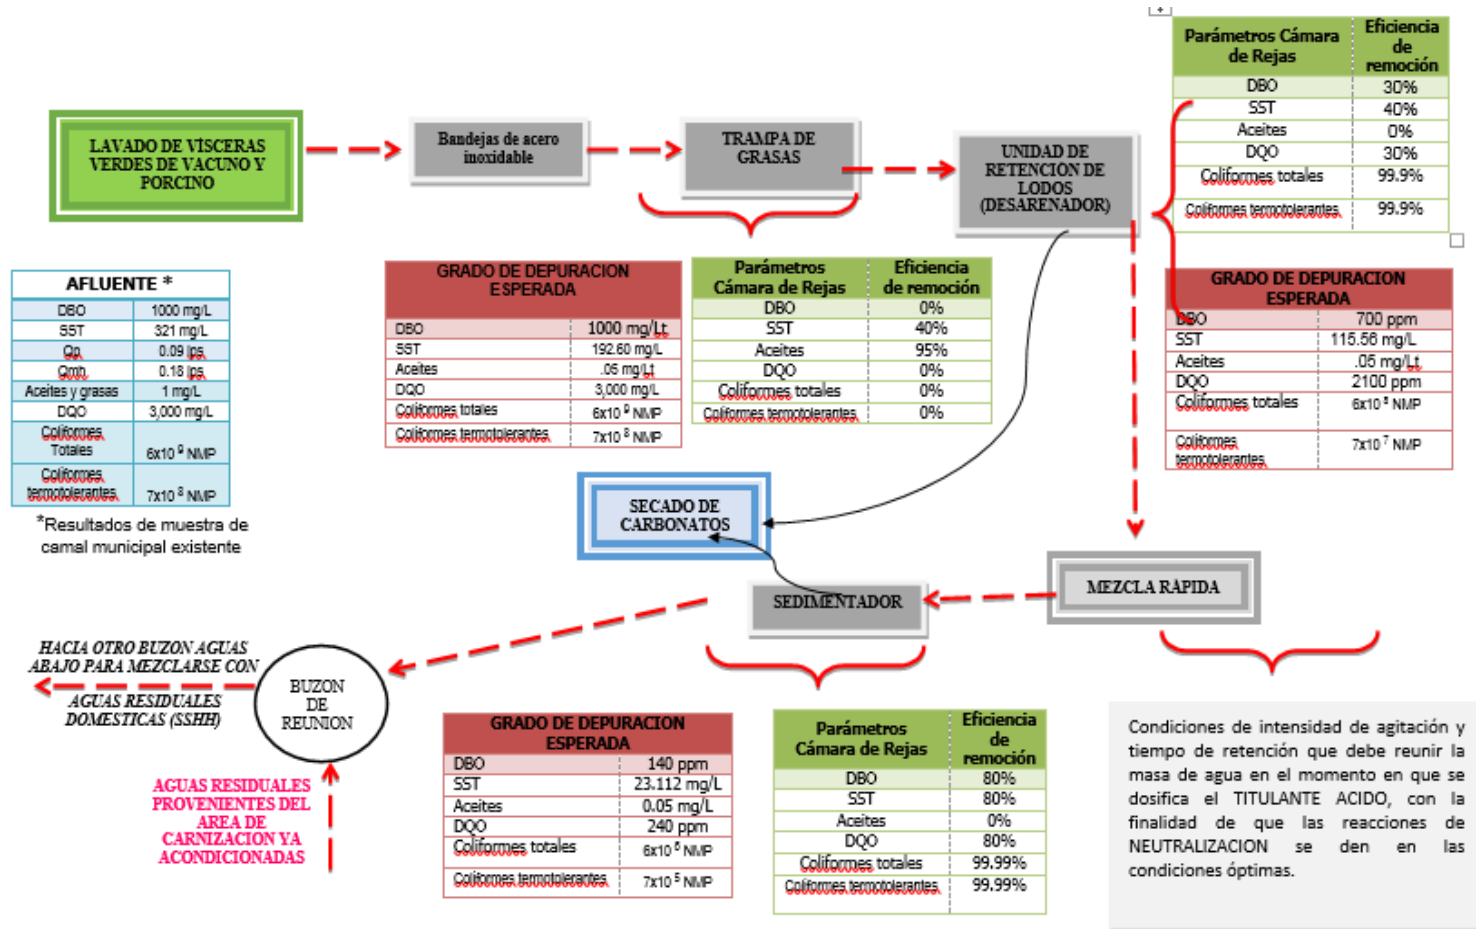 Parámetros Cámara de Rejas | Eficiencia de remoción
DBO | 30%
SST | 40%
Aceites | 0%
DQO | 30%
Coliformes totales | 99.9%
Coliformes termotolerantes | 99.9%
LAVADO DE VÍSCERAS
VERDES DE VACUNO Y
PORCINO
Bandejas de acero
inoxidable
TRAMPA DE
GRASAS
UNIDAD DE
RETENCIÓN DE
LODOS
(DESARENADOR)
AFLUENTE *
DBO | 1000 mg/L
SST | 321 mg/L
Qp | 0.09 lps
Qmh | 0.18 lps
Aceites y grasas | 1 mg/L
DQO | 3,000 mg/L
Coliformes Totales | 6x10 9 NMP
Coliformes termotolerantes | 7x10 8 NMP
*Resultados de muestra de
camal municipal existente
GRADO DE DEPURACION
ESPERADA
DBO | 1000 mg/Lt
SST | 192.60 mg/L
Aceites | .05 mg/Lt
DQO | 3,000 mg/L
Coliformes totales | 6x10 9 NMP
Coliformes termotolerantes | 7x10 8 NMP
Parámetros Cámara de Rejas | Eficiencia de remoción
DBO | 0%
SST | 40%
Aceites | 95%
DQO | 0%
Coliformes totales | 0%
Coliformes termotolerantes | 0%
GRADO DE DEPURACION
ESPERADA
DBO | 700 ppm
SST | 115.56 mg/L
Aceites | .05 mg/Lt
DQO | 2100 ppm
Coliformes totales | 6x10 8 NMP
Coliformes termotolerantes | 7x10 7 NMP
SECADO DE
CARBONATOS
SEDIMENTADOR
MEZCLA RÁPIDA
HACIA OTRO BUZON AGUAS
ABAJO PARA MEZCLARSE CON
AGUAS RESIDUALES
DOMESTICAS (SSHH)
BUZON
DE
REUNION
AGUAS RESIDUALES
PROVENIENTES DEL
AREA DE
CARNIZACION YA
ACONDICIONADAS
GRADO DE DEPURACION
ESPERADA
DBO | 140 ppm
SST | 23.112 mg/L
Aceites | 0.05 mg/L
DQO | 240 ppm
Coliformes totales | 6x10 6 NMP
Coliformes termotolerantes | 7x10 5 NMP
Parámetros Cámara de Rejas | Eficiencia de remoción
DBO | 80%
SST | 80%
Aceites | 0%
DQO | 80%
Coliformes totales | 99.99%
Coliformes termotolerantes | 99.99%
Condiciones de intensidad de agitación y
tiempo de retención que debe reunir la
masa de agua en el momento en que se
dosifica el TITULANTE ACIDO, con la
finalidad de que las reacciones de
NEUTRALIZACION se den en las
condiciones óptimas.